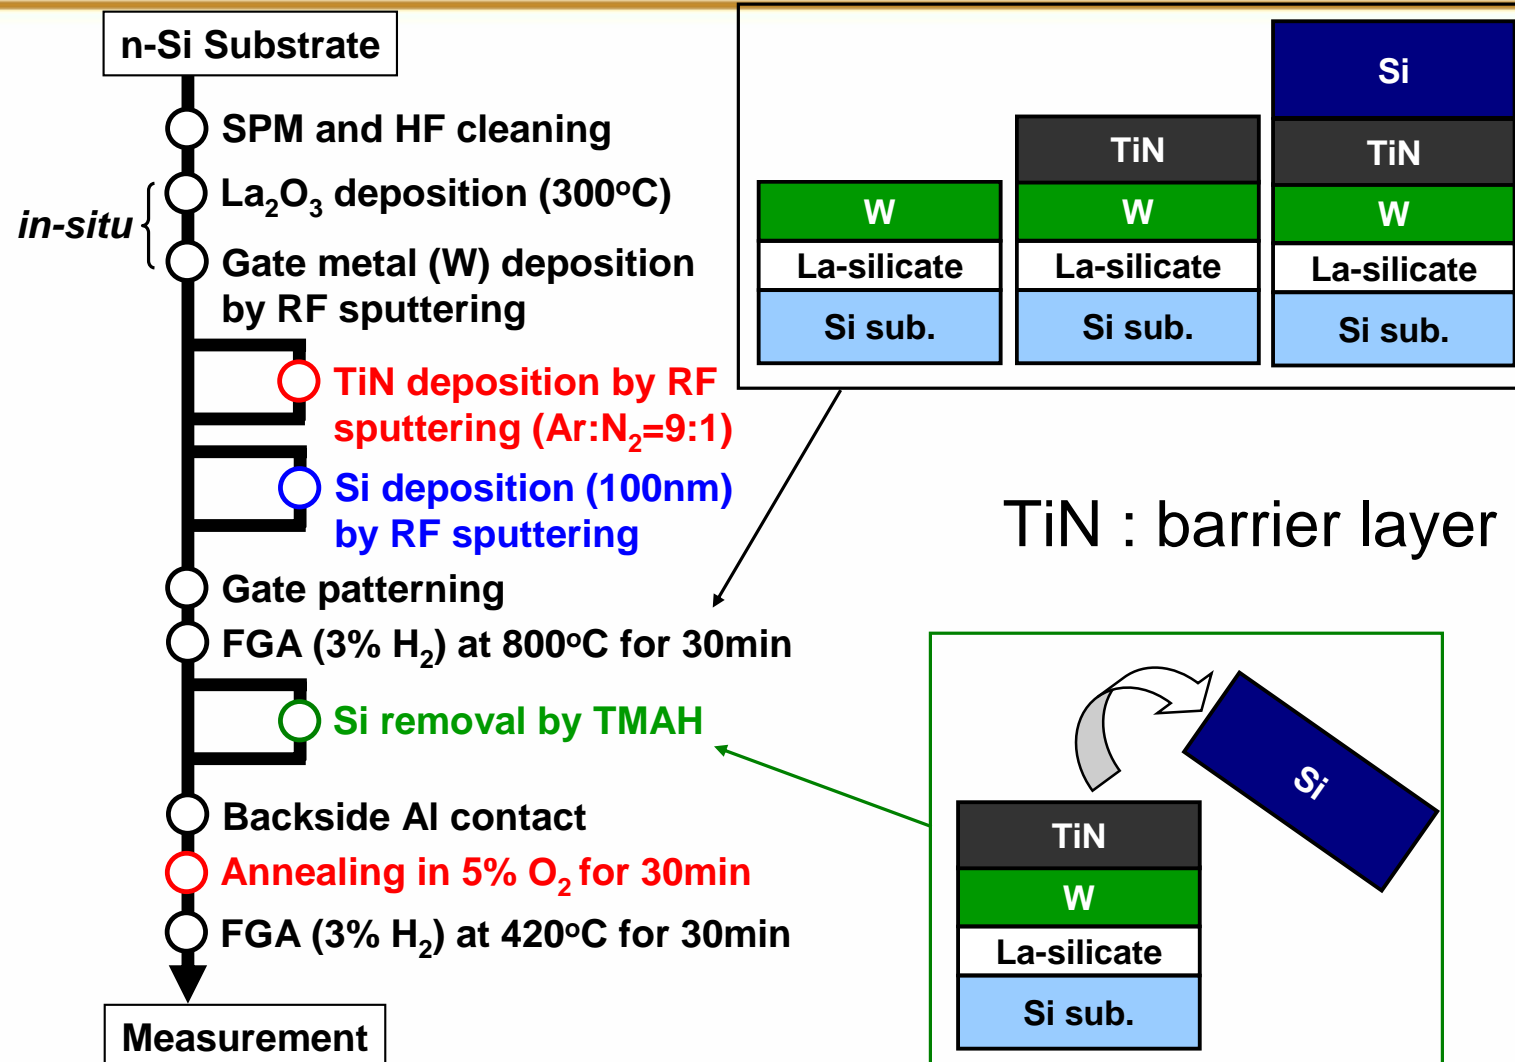 n-Si Substrate
SPM and HF cleaning
in-situ
La₂O₃ deposition (300ºC)
Gate metal (W) deposition
by RF sputtering
TiN deposition by RF
sputtering (Ar:N₂=9:1)
Si deposition (100nm)
by RF sputtering
Gate patterning
FGA (3% H₂) at 800ºC for 30min
Si removal by TMAH
Backside Al contact
Annealing in 5% O₂ for 30min
FGA (3% H₂) at 420ºC for 30min
Measurement
W
La-silicate
Si sub.
TiN
W
La-silicate
Si sub.
Si
TiN
W
La-silicate
Si sub.
TiN : barrier layer
Si
TiN
W
La-silicate
Si sub.